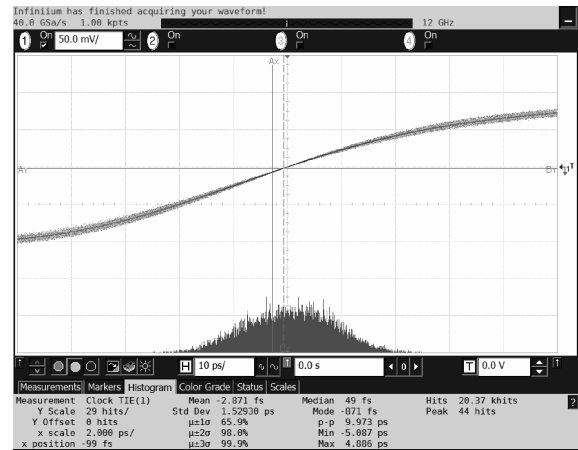 Infiniium has finished acquiring your waveform!
40.0 GSa/s 1.00 kpts 12 GHz
1 On 50.0 mV/ 2 On 3 On 4 On
Ax
Ay By T
H 10 ps/ 0.0 s 0 T 0.0 V T
Measurements Markers Histogram Color Grade Status Scales
Measurement Clock TIE(1) Mean -2.871 fs Median 49 fs Hits 20.37 khits
Y Scale 29 hits/ Std Dev 1.52930 ps Mode -871 fs Peak 44 hits
Y Offset 0 hits μ±1σ 65.9% p-p 9.973 ps
x scale 2.000 ps/ μ±2σ 98.0% Min -5.087 ps
x position -99 fs μ±3σ 99.9% Max 4.886 ps
?